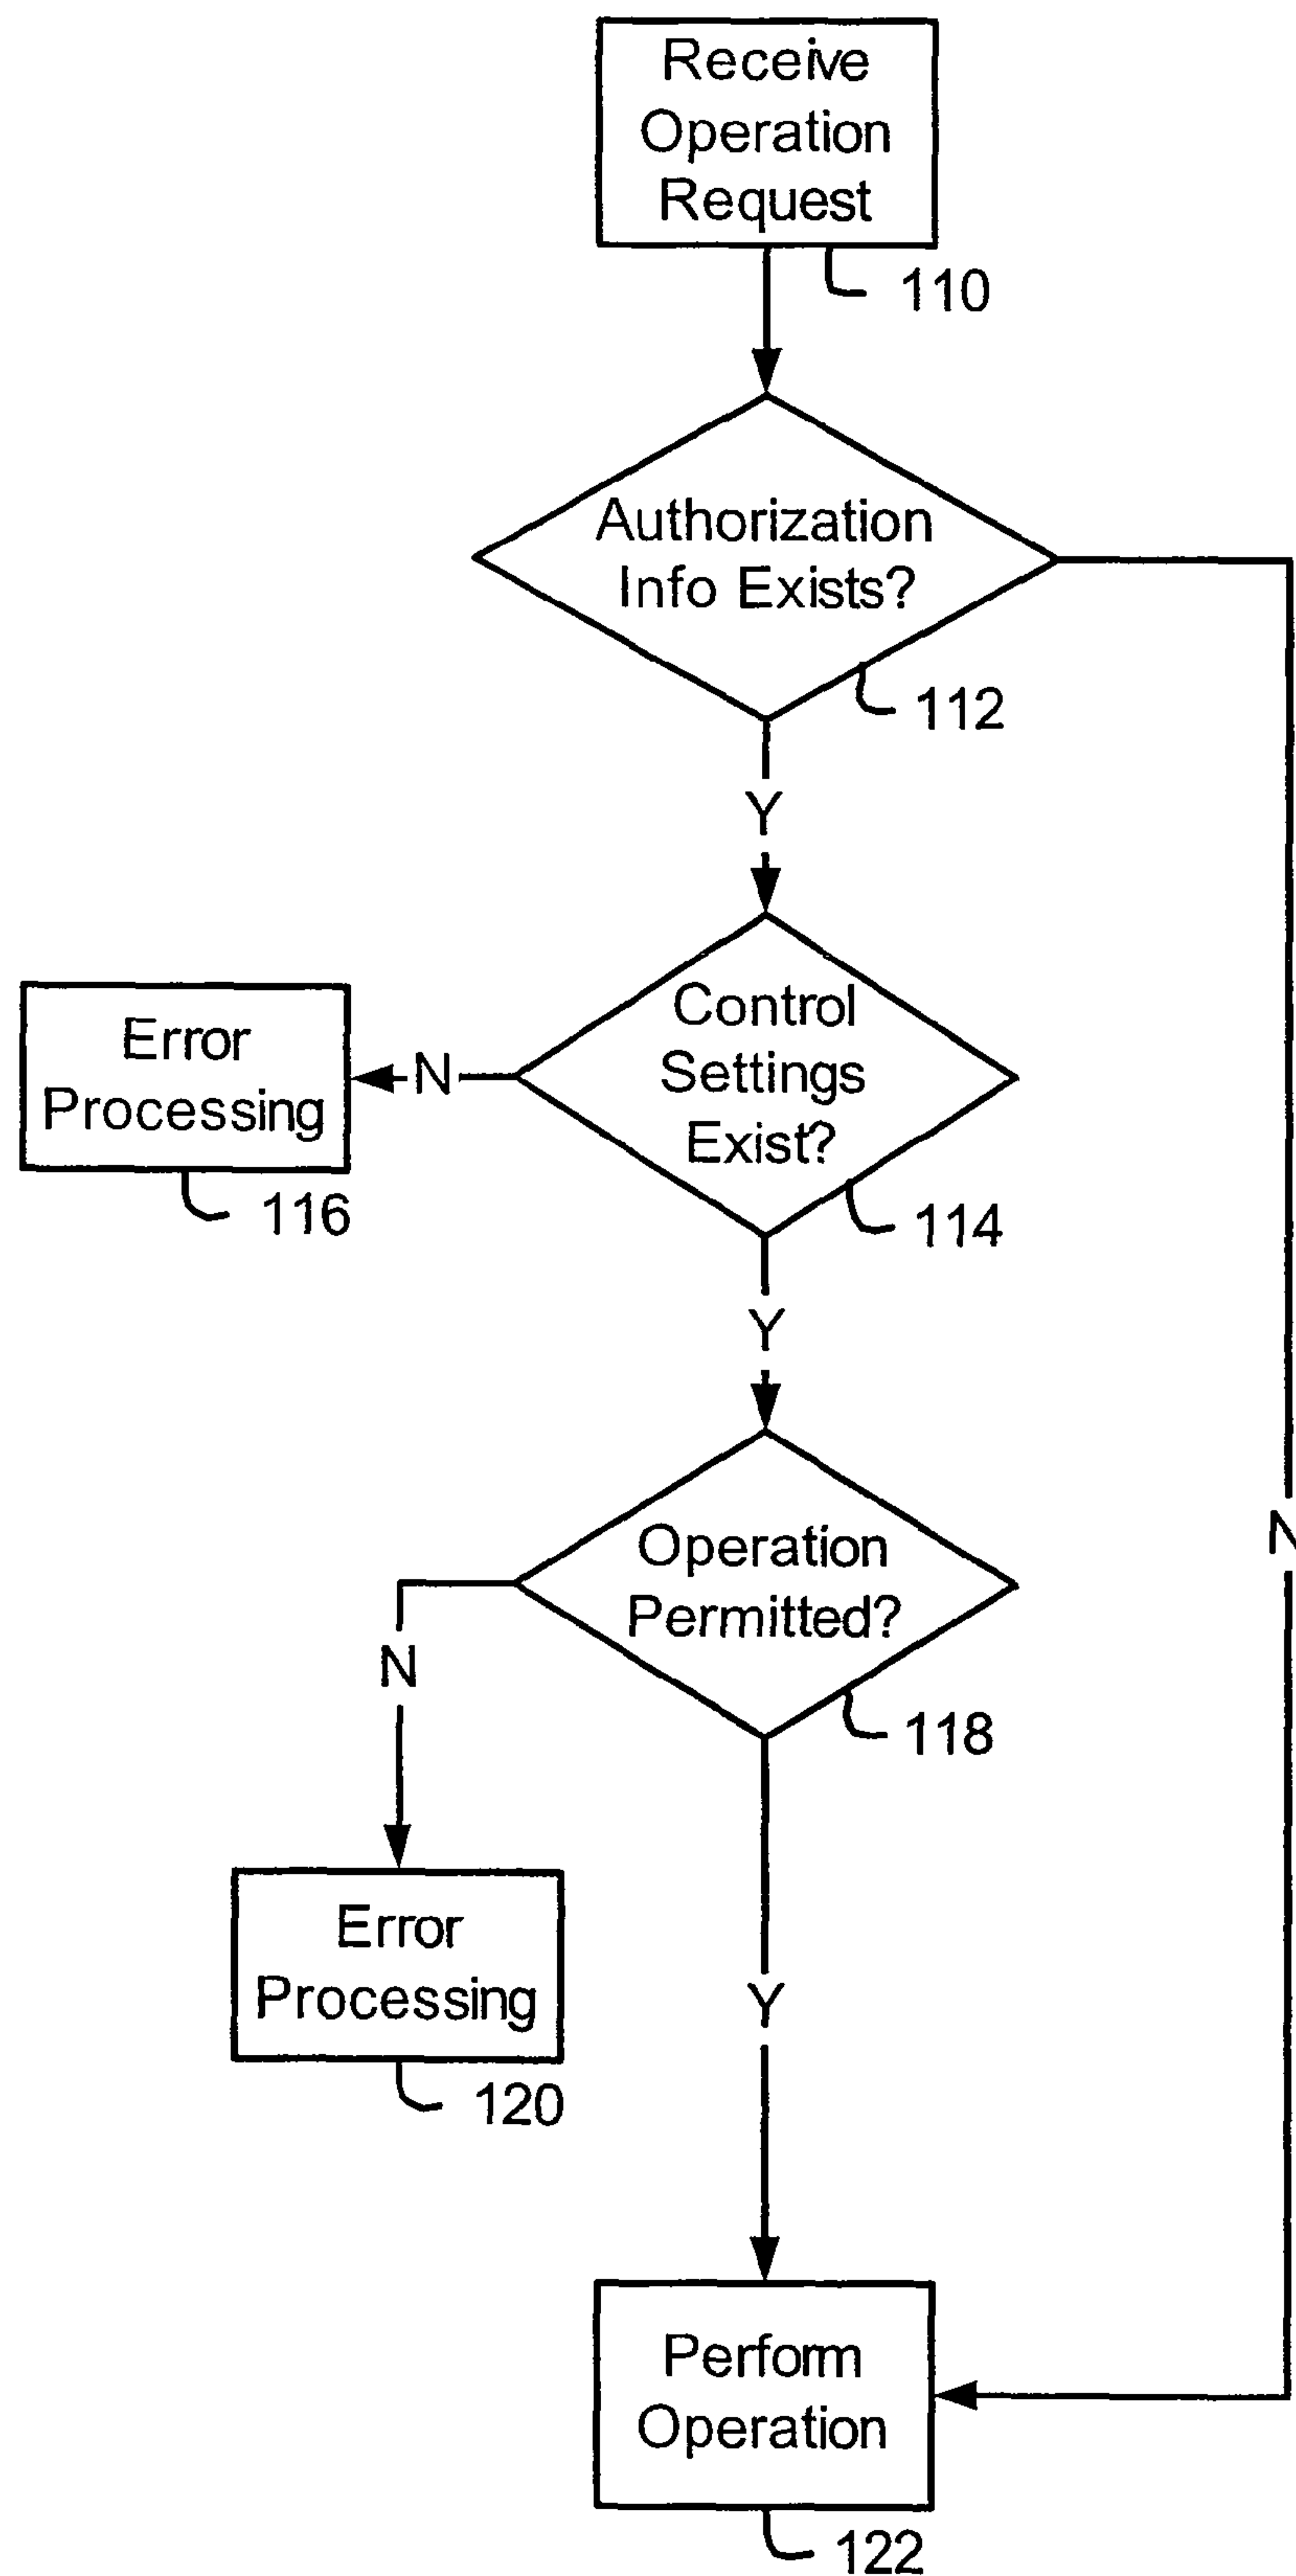 Receive
Operation
Request
110
Authorization
Info Exists?
112
Y
Control
Settings
Exist?
114
N
Error
Processing
116
Y
Operation
Permitted?
118
N
N
Error
Processing
120
Y
Perform
Operation
122